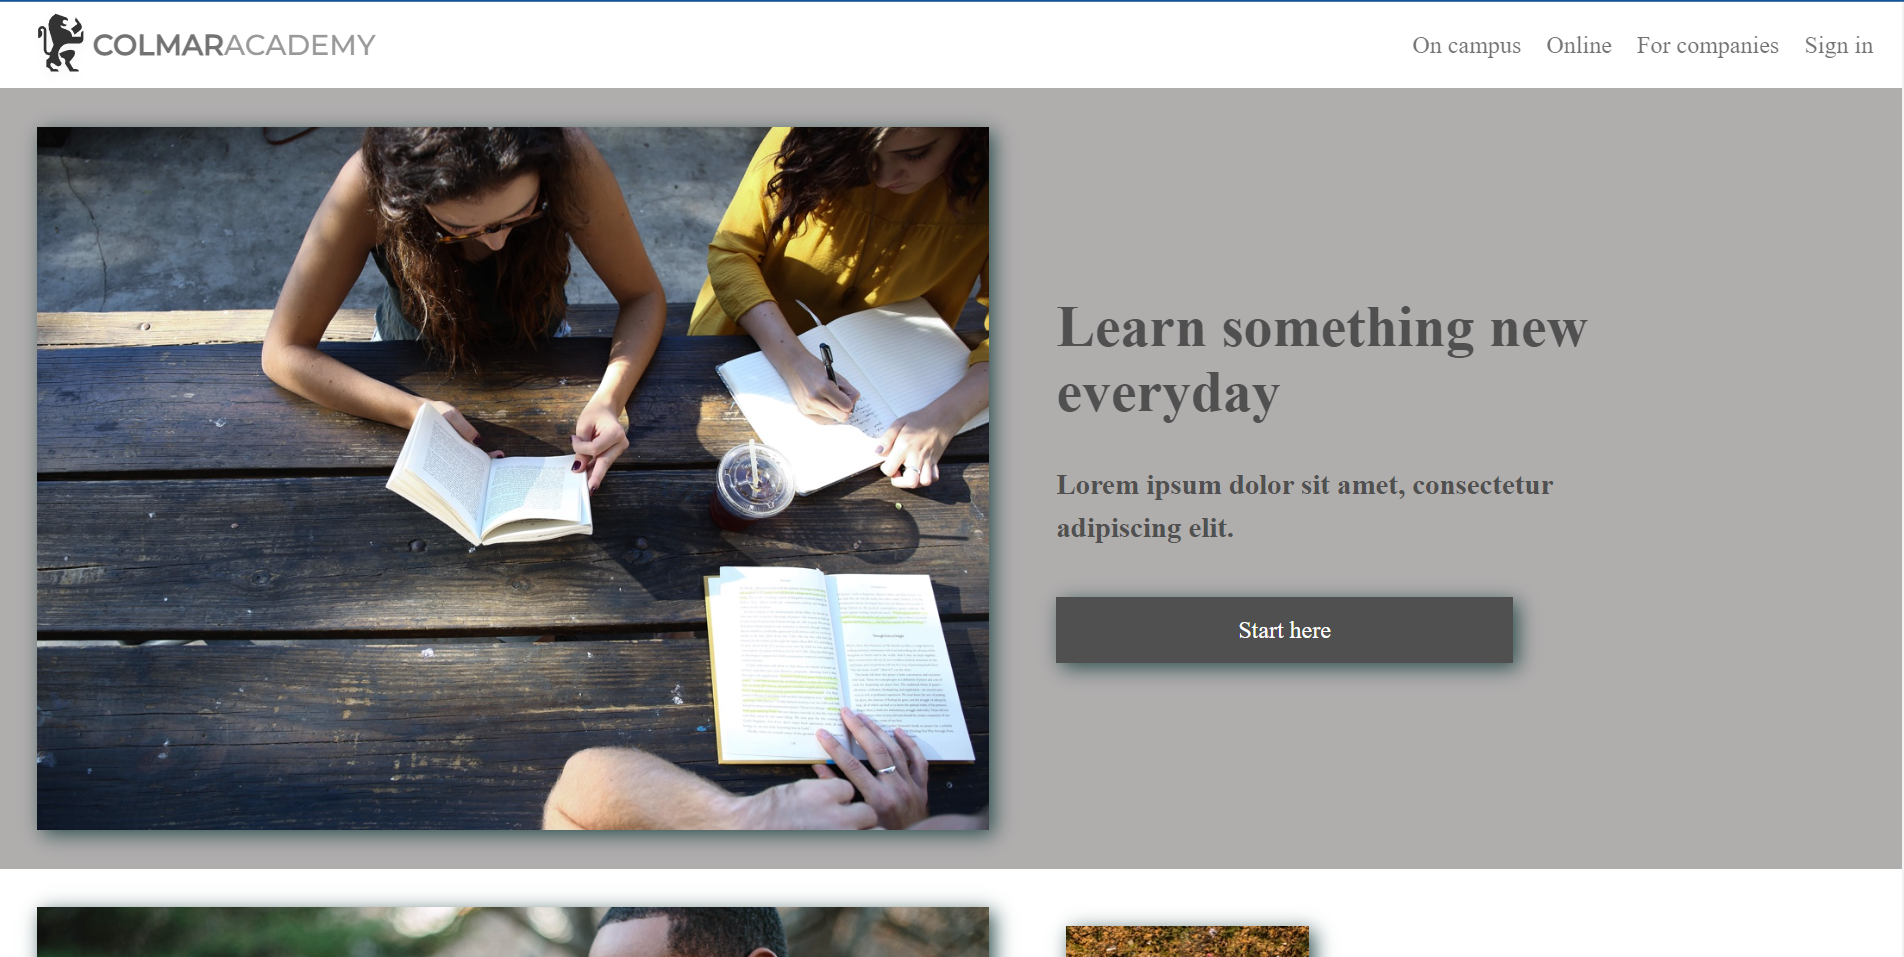 COLMARACADEMY
On campus Online For companies Sign in
Learn something new
everyday
Lorem ipsum dolor sit amet, consectetur
adipiscing elit.
Start here